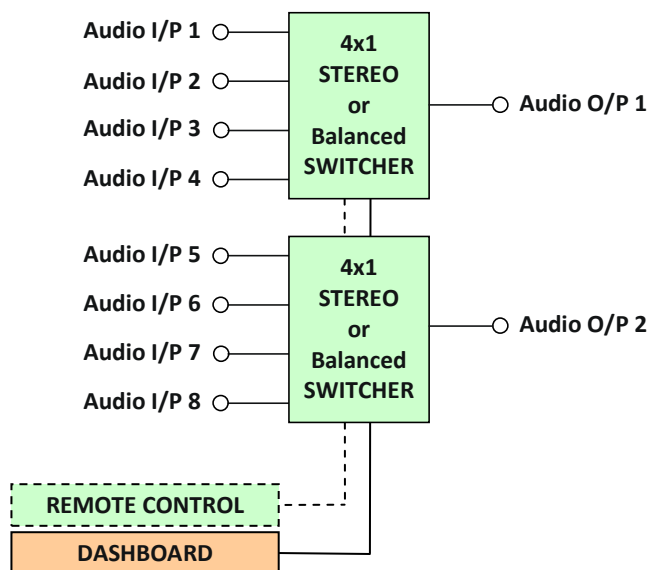 Audio I/P 1
Audio I/P 2
Audio I/P 3
Audio I/P 4
4x1
STEREO
or
Balanced
SWITCHER
Audio O/P 1
Audio I/P 5
Audio I/P 6
Audio I/P 7
Audio I/P 8
4x1
STEREO
or
Balanced
SWITCHER
Audio O/P 2
REMOTE CONTROL
DASHBOARD